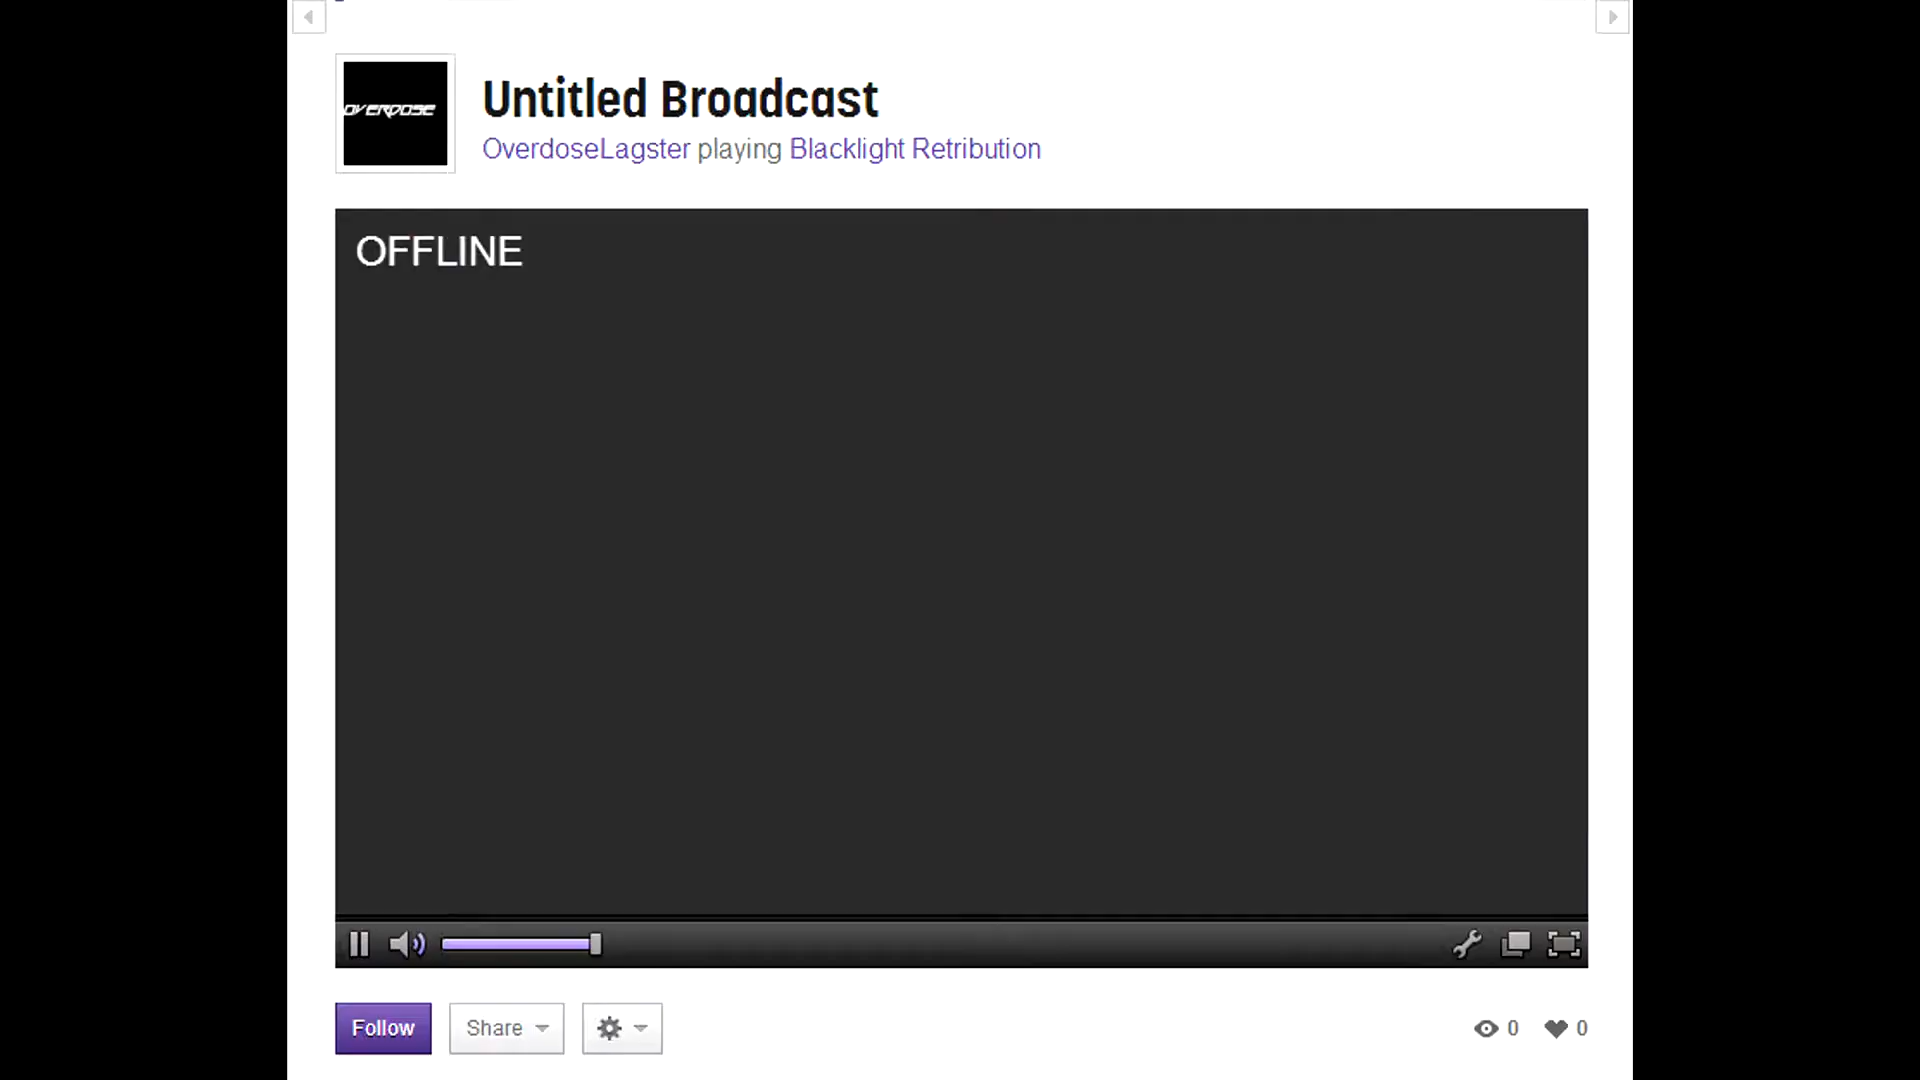 OVERDOSE
Untitled Broadcast
OverdoseLagster playing Blacklight Retribution
OFFLINE
Follow
Share
0
0